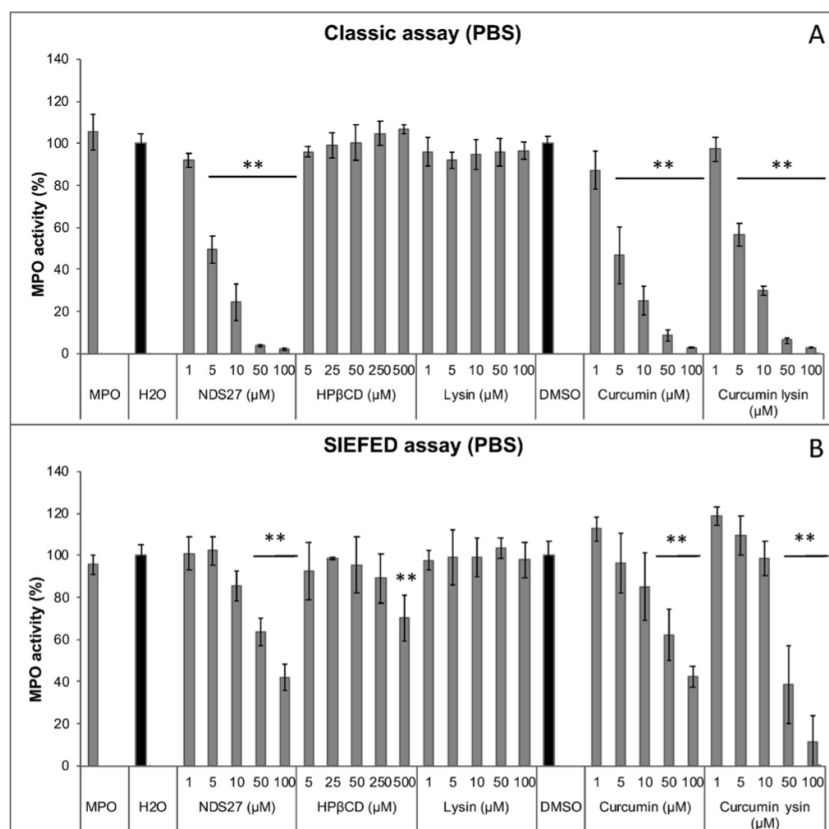 Classic assay (PBS)
A
MPO activity (%)
140
120
100
80
60
40
20
0
** ** **
1 5 10 50 100 5 25 50 250 500 1 5 10 50 100 1 5 10 50 100 1 5 10 50 100
MPO H2O NDS27 (µM) HPβCD (µM) Lysin (µM) DMSO Curcumin (µM) Curcumin lysin
(µM)
SIEFED assay (PBS)
B
MPO activity (%)
140
120
100
80
60
40
20
0
** ** ** **
1 5 10 50 100 5 25 50 250 500 1 5 10 50 100 1 5 10 50 100 1 5 10 50 100
MPO H2O NDS27 (µM) HPβCD (µM) Lysin (µM) DMSO Curcumin (µM) Curcumin ysin
(µM)